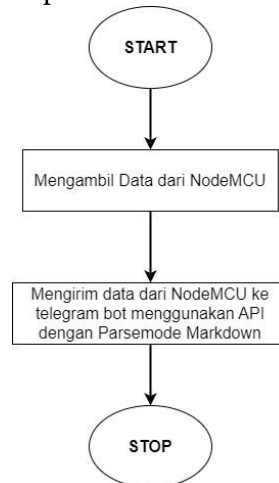 START
Mengambil Data dari NodeMCU
Mengirim data dari NodeMCU ke
telegram bot menggunakan API
dengan Parsemode Markdown
STOP